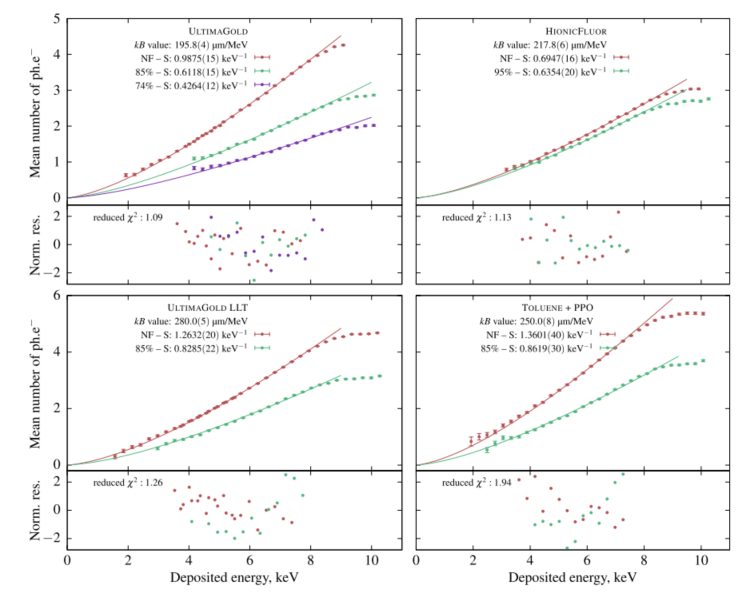 ULTIMAGOLD
kB value: 195.8(4) µm/MeV
NF – S: 0.9875(15) keV⁻¹
85% – S: 0.6118(15) keV⁻¹
74% – S: 0.4264(12) keV⁻¹
Mean number of ph.e⁻
5
4
3
2
1
0
HIONICFLUOR
kB value: 217.8(6) µm/MeV
NF – S: 0.6947(16) keV⁻¹
95% – S: 0.6354(20) keV⁻¹
reduced χ² : 1.09
Norm. res.
2
0
−2
reduced χ² : 1.13
ULTIMAGOLD LLT
kB value: 280.0(5) µm/MeV
NF – S: 1.2632(20) keV⁻¹
85% – S: 0.8285(22) keV⁻¹
Mean number of ph.e⁻
6
4
2
0
TOLUENE + PPO
kB value: 250.0(8) µm/MeV
NF – S: 1.3601(40) keV⁻¹
85% – S: 0.8619(30) keV⁻¹
reduced χ² : 1.26
Norm. res.
2
0
−2
reduced χ² : 1.94
0 2 4 6 8 10
Deposited energy, keV
0 2 4 6 8 10
Deposited energy, keV